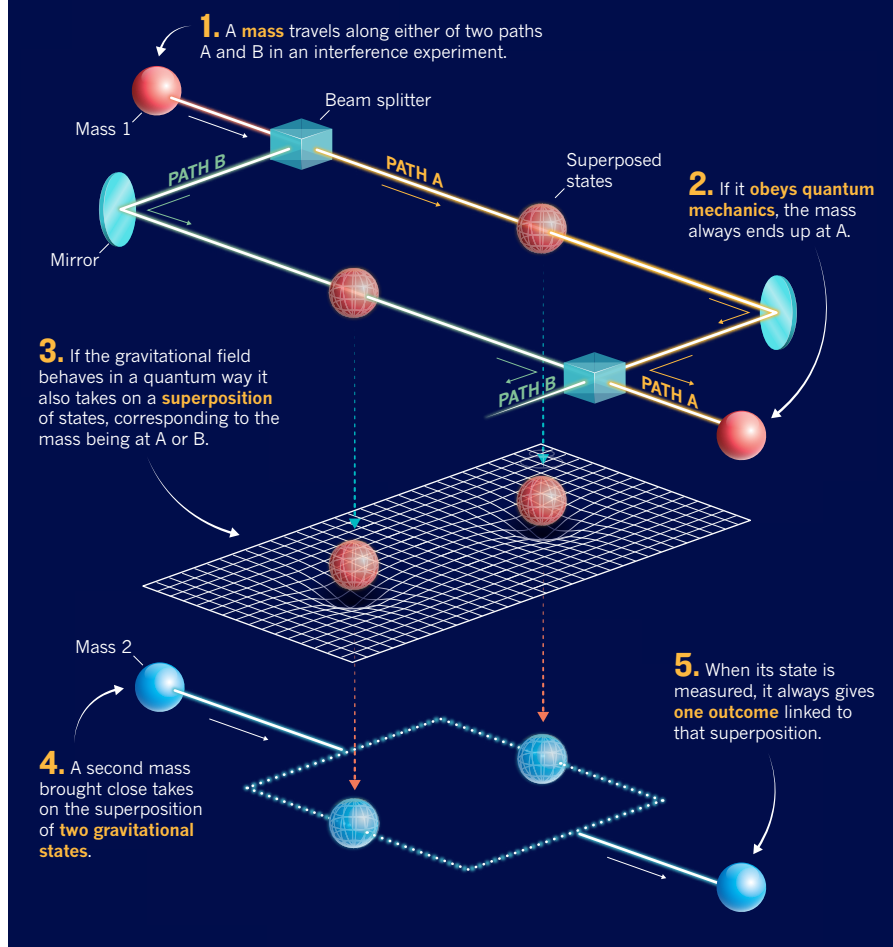 1. A mass travels along either of two paths
A and B in an interference experiment.
Mass 1
Beam splitter
PATH B
PATH A
Superposed
states
2. If it obeys quantum
mechanics, the mass
always ends up at A.
Mirror
3. If the gravitational field
behaves in a quantum way it
also takes on a superposition
of states, corresponding to the
mass being at A or B.
PATH B
PATH A
Mass 2
4. A second mass
brought close takes
on the superposition
of two gravitational
states.
5. When its state is
measured, it always gives
one outcome linked to
that superposition.